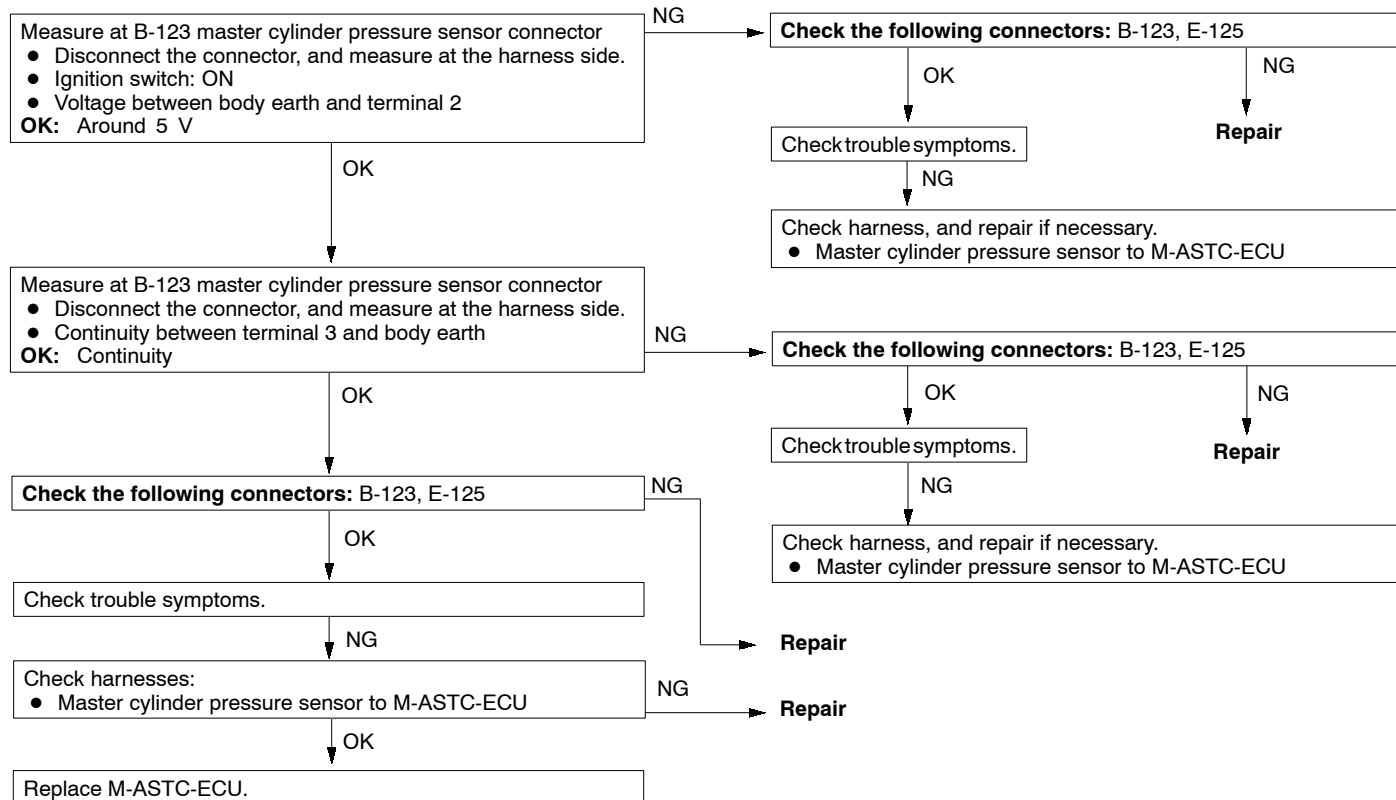 Measure at B-123 master cylinder pressure sensor connector
● Disconnect the connector, and measure at the harness side.
● Ignition switch: ON
● Voltage between body earth and terminal 2
OK: Around 5 V
NG
Check the following connectors: B-123, E-125
OK
NG
Repair
Check trouble symptoms.
NG
Check harness, and repair if necessary.
● Master cylinder pressure sensor to M-ASTC-ECU
OK
Measure at B-123 master cylinder pressure sensor connector
● Disconnect the connector, and measure at the harness side.
● Continuity between terminal 3 and body earth
OK: Continuity
NG
Check the following connectors: B-123, E-125
OK
NG
Repair
Check trouble symptoms.
NG
Check harness, and repair if necessary.
● Master cylinder pressure sensor to M-ASTC-ECU
OK
Check the following connectors: B-123, E-125
NG
Repair
OK
Check trouble symptoms.
NG
Check harnesses:
● Master cylinder pressure sensor to M-ASTC-ECU
NG
Repair
OK
Replace M-ASTC-ECU.